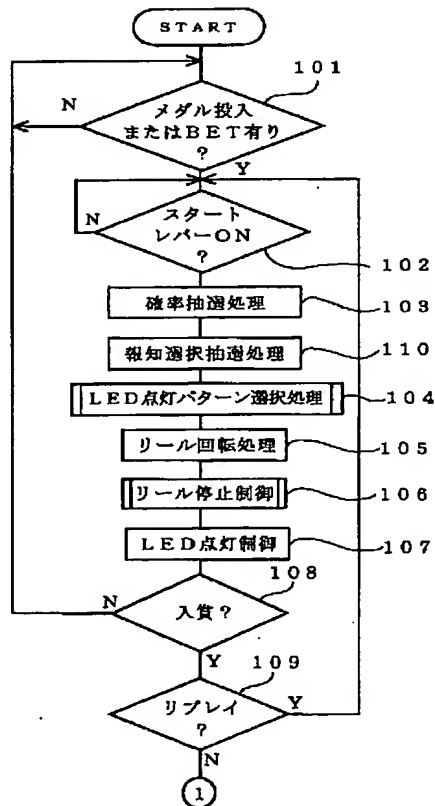 START
101
N
メダル投入
またはBET有り
?
Y
N
スタート
レバーON
?
102
確率抽選処理
103
報知選択抽選処理
110
LED点灯パターン選択処理
104
リール回転処理
105
リール停止制御
106
LED点灯制御
107
108
N
入賞?
Y
109
リプレイ
?
Y
N
1